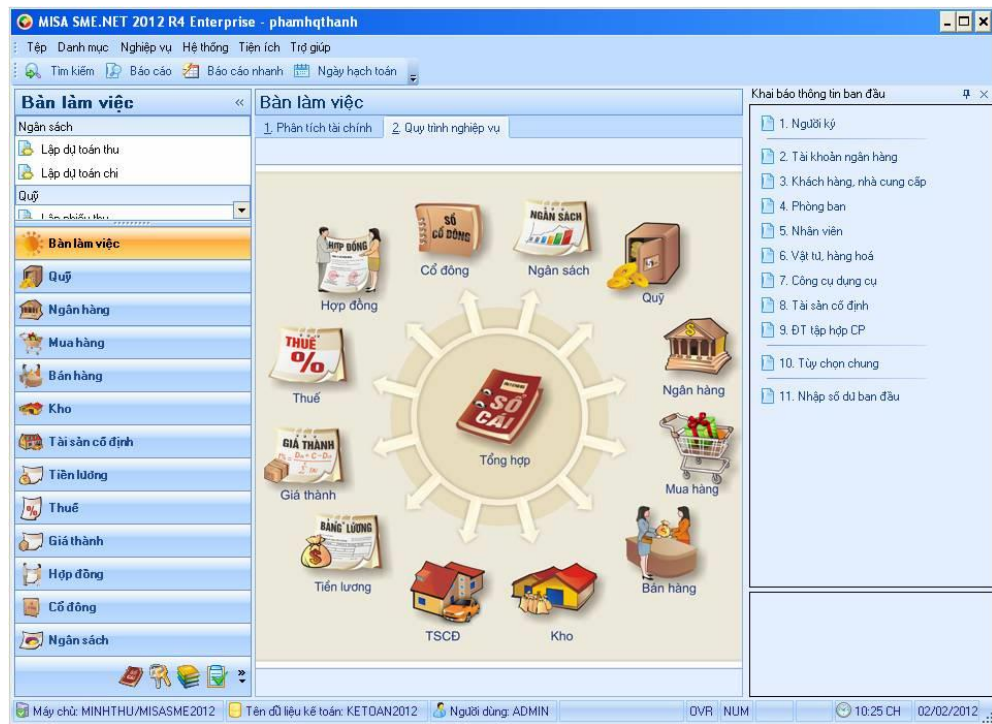 MISA SME.NET 2012 R4 Enterprise - phamhqthanh
Tệp Danh mục Nghiệp vụ Hệ thống Tiện ích Trợ giúp
Tìm kiếm Báo cáo Báo cáo nhanh Ngày hạch toán
Bàn làm việc «
Ngân sách
Lập dự toán thu
Lập dự toán chi
Quỹ
Lập phiếu thu
Bàn làm việc
Quỹ
Ngân hàng
Mua hàng
Bán hàng
Kho
Tài sản cố định
Tiền lương
Thuế
Giá thành
Hợp đồng
Cổ đông
Ngân sách
Bàn làm việc
1. Phân tích tài chính 2. Quy trình nghiệp vụ
SỔ CỔ ĐÔNG
Cổ đông
NGÂN SÁCH
Ngân sách
HỢP ĐỒNG
Hợp đồng
Quỹ
THUẾ %
Thuế
Ngân hàng
SỔ CÁI
Tổng hợp
GIÁ THÀNH
Giá thành
Mua hàng
BẢNG LƯƠNG
Tiền lương
Bán hàng
TSCĐ
Kho
Khai báo thông tin ban đầu
1. Người ký
2. Tài khoản ngân hàng
3. Khách hàng, nhà cung cấp
4. Phòng ban
5. Nhân viên
6. Vật tư, hàng hoá
7. Công cụ dụng cụ
8. Tài sản cố định
9. ĐT tập hợp CP
10. Tùy chọn chung
11. Nhập số dư ban đầu
Máy chủ: MINHTHU/MISASME2012 Tên dữ liệu kế toán: KETOAN2012 Người dùng: ADMIN OVR NUM 10:25 CH 02/02/2012